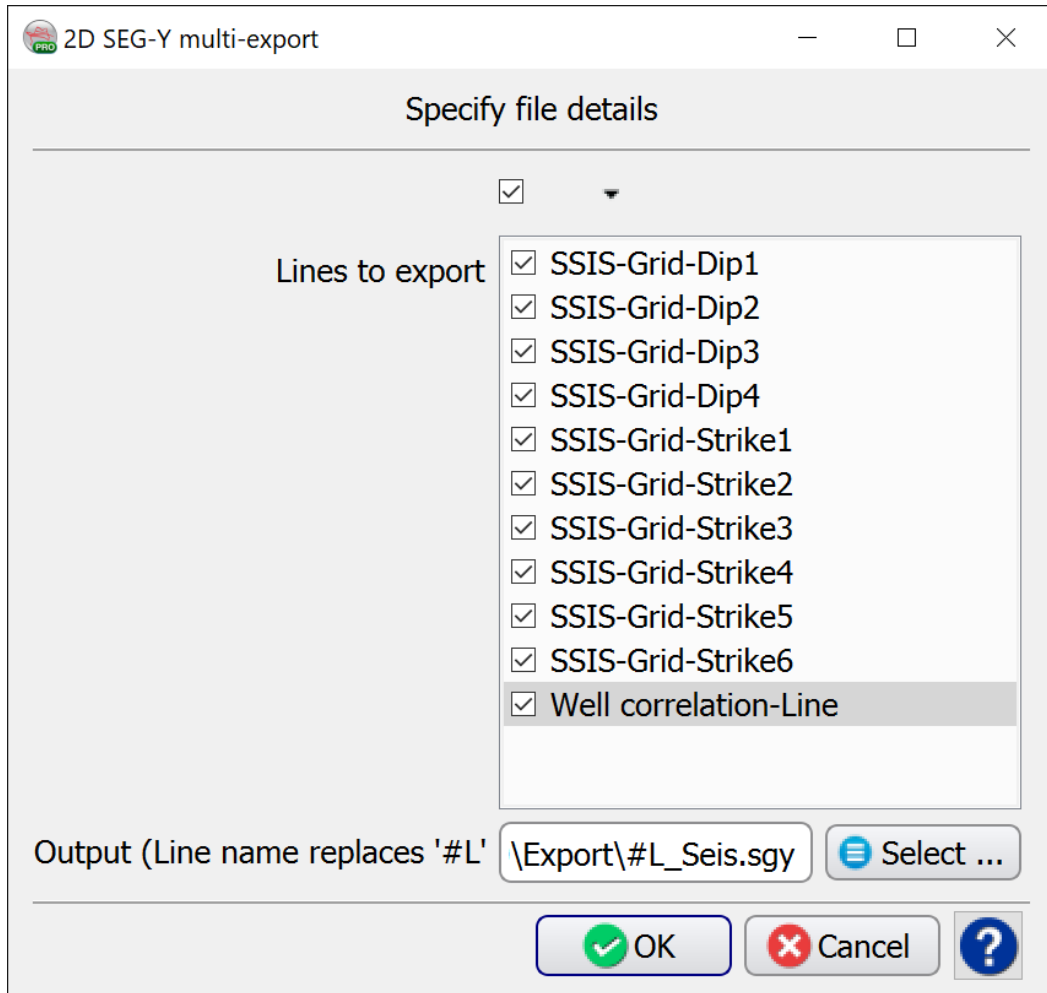 PRO 2D SEG-Y multi-export
Specify file details
Lines to export
SSIS-Grid-Dip1
SSIS-Grid-Dip2
SSIS-Grid-Dip3
SSIS-Grid-Dip4
SSIS-Grid-Strike1
SSIS-Grid-Strike2
SSIS-Grid-Strike3
SSIS-Grid-Strike4
SSIS-Grid-Strike5
SSIS-Grid-Strike6
Well correlation-Line
Output (Line name replaces '#L' \Export\#L_Seis.sgy Select ...
OK Cancel ?